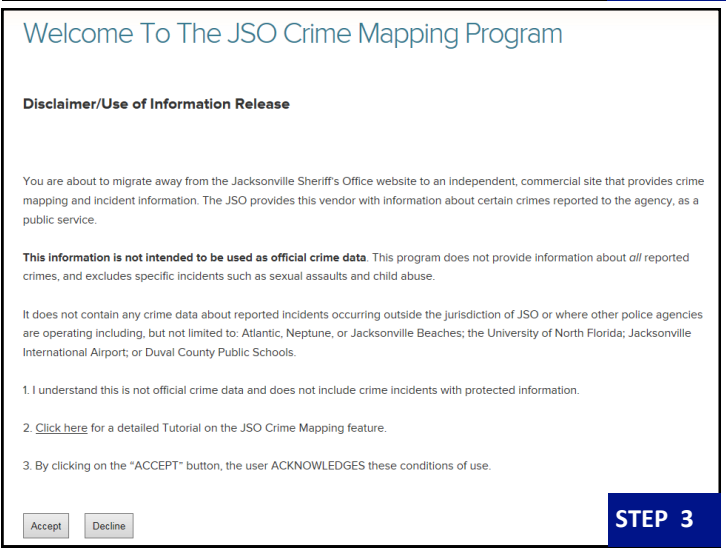 Welcome To The JSO Crime Mapping Program
Disclaimer/Use of Information Release
You are about to migrate away from the Jacksonville Sheriff's Office website to an independent, commercial site that provides crime
mapping and incident information. The JSO provides this vendor with information about certain crimes reported to the agency, as a
public service.
This information is not intended to be used as official crime data. This program does not provide information about all reported
crimes, and excludes specific incidents such as sexual assaults and child abuse.
It does not contain any crime data about reported incidents occurring outside the jurisdiction of JSO or where other police agencies
are operating including, but not limited to: Atlantic, Neptune, or Jacksonville Beaches; the University of North Florida; Jacksonville
International Airport; or Duval County Public Schools.
1. I understand this is not official crime data and does not include crime incidents with protected information.
2. Click here for a detailed Tutorial on the JSO Crime Mapping feature.
3. By clicking on the “ACCEPT” button, the user ACKNOWLEDGES these conditions of use.
Accept Decline
STEP 3